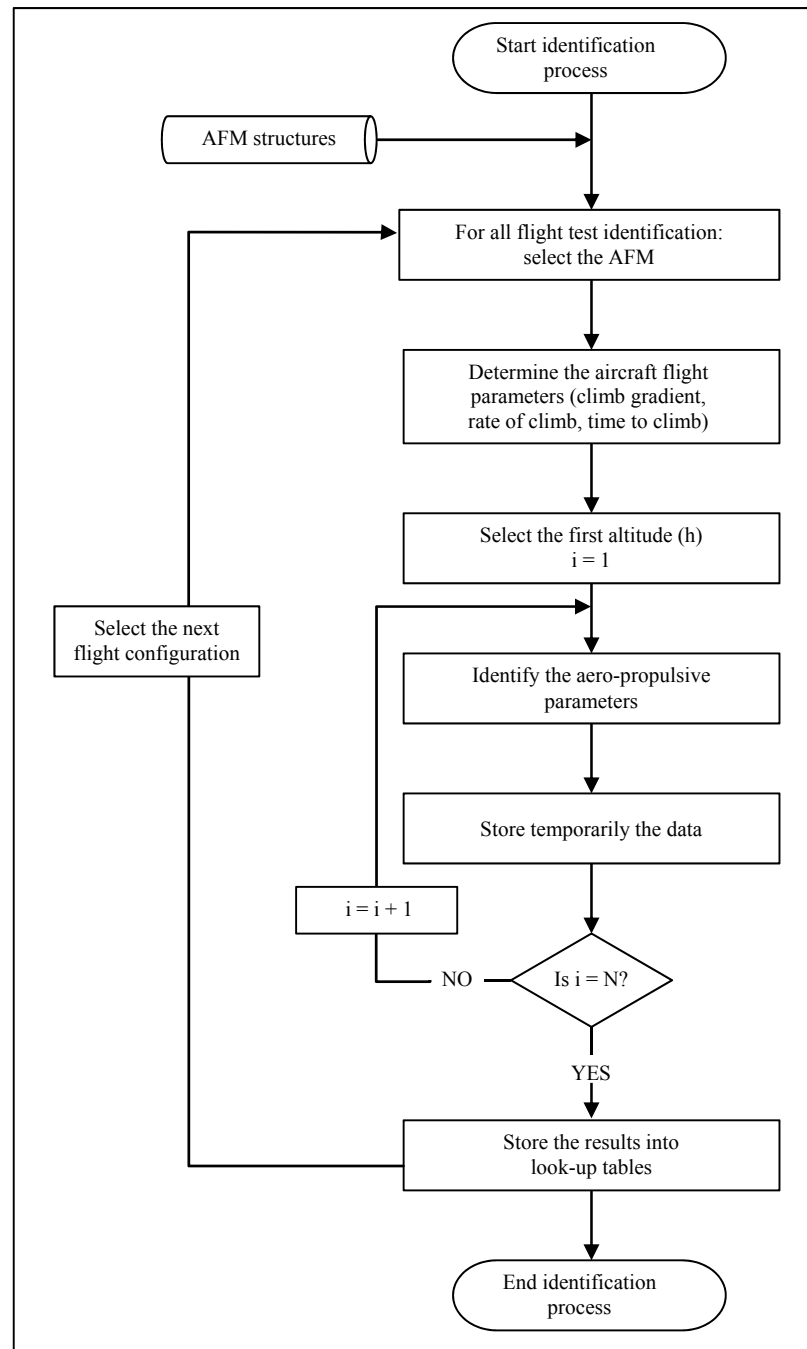 Start identification
process
AFM structures
For all flight test identification:
select the AFM
Determine the aircraft flight
parameters (climb gradient,
rate of climb, time to climb)
Select the first altitude (h)
i = 1
Select the next
flight configuration
Identify the aero-propulsive
parameters
Store temporarily the data
i = i + 1
NO
Is i = N?
YES
Store the results into
look-up tables
End identification
process